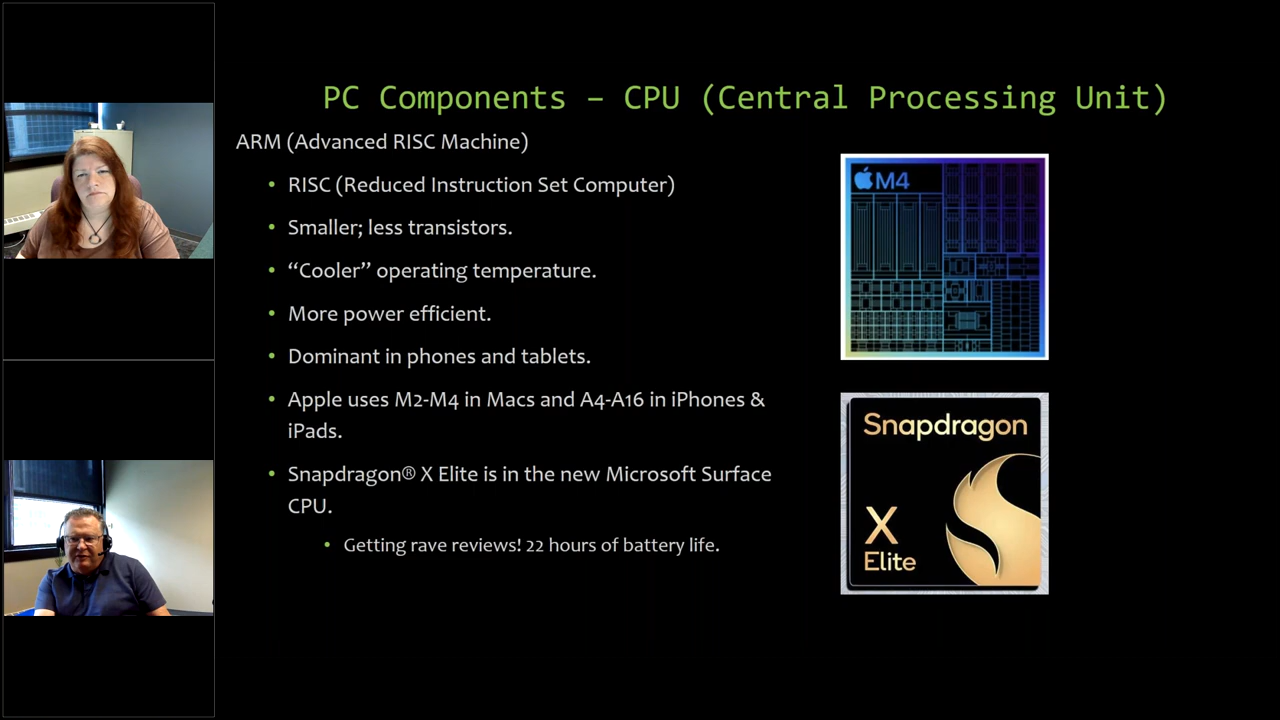 PC Components – CPU (Central Processing Unit)
ARM (Advanced RISC Machine)
• RISC (Reduced Instruction Set Computer)
• Smaller; less transistors.
• “Cooler” operating temperature.
• More power efficient.
• Dominant in phones and tablets.
• Apple uses M2-M4 in Macs and A4-A16 in iPhones &
iPads.
• Snapdragon® X Elite is in the new Microsoft Surface
CPU.
• Getting rave reviews! 22 hours of battery life.
M4
Snapdragon
X
Elite